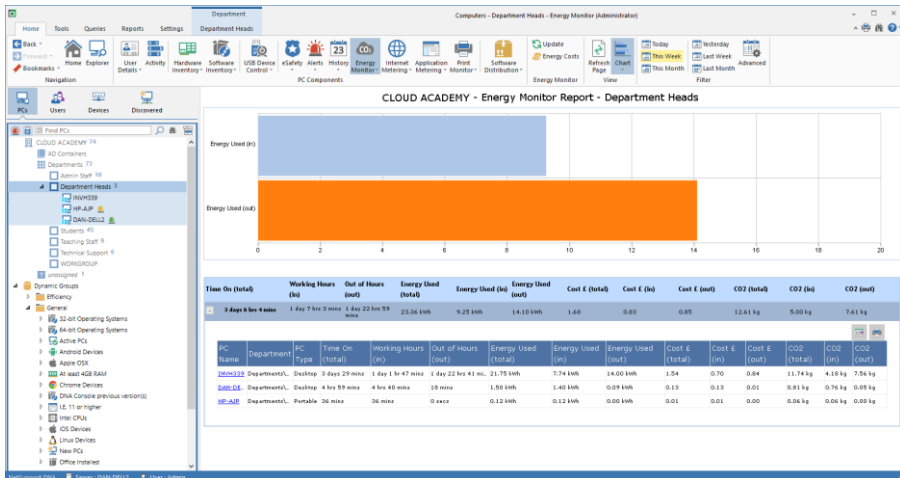 Department
Computers - Department Heads - Energy Monitor (Administrator)
Home Tools Queries Reports Settings Department Heads
Back
Forward
Bookmarks
Home
Explorer
Navigation
User Details
Activity
Hardware Inventory
Software Inventory
USB Device Control
eSafety
Alerts
History
23
CO₂
Energy Monitor
Internet Metering
Application Metering
Print Monitor
Software Distribution
PC Components
Update
Energy Costs
Energy Monitor
Refresh Page
Chart
View
Today
This Week
This Month
Yesterday
Last Week
Last Month
Advanced
Filter
PCs Users Devices Discovered
Find PCs
CLOUD ACADEMY 74
AD Containers
Departments 73
Admin Staff 10
Department Heads 3
INVH339
HP-AJP
DAN-DELL2
Students 45
Teaching Staff 9
Technical Support 6
WORKGROUP
unassigned 1
Dynamic Groups
Efficiency
General
32-bit Operating Systems
64-bit Operating Systems
Active PCs
Android Devices
Apple OSX
At least 4GB RAM
Chrome Devices
DNA Console previous version(s)
I.E. 11 or higher
Intel CPUs
iOS Devices
Linux Devices
New PCs
Office Installed
CLOUD ACADEMY - Energy Monitor Report - Department Heads
Energy Used (in)
Energy Used (out)
0 2 4 6 8 10 12 14 16 18 20
Time On (total) Working Hours (in) Out of Hours (out) Energy Used (total) Energy Used (in) Energy Used (out) Cost £ (total) Cost £ (in) Cost £ (out) CO2 (total) CO2 (in) CO2 (out)
3 days 6 hrs 4 mins 1 day 7 hrs 3 mins 1 day 22 hrs 59 mins 23.36 kWh 9.25 kWh 14.10 kWh 1.68 0.83 0.85 12.61 kg 5.00 kg 7.61 kg
PC Name Department PC Type Time On (total) Working Hours (in) Out of Hours (out) Energy Used (total) Energy Used (in) Energy Used (out) Cost £ (total) Cost £ (in) Cost £ (out) CO2 (total) CO2 (in) CO2 (out)
INVH339 Departments\... Desktop 3 days 29 mins 1 day 1 hr 47 mins 1 day 22 hrs 41 mi... 21.75 kWh 7.74 kWh 14.00 kWh 1.54 0.70 0.84 11.74 kg 4.18 kg 7.56 kg
DAN-DE... Departments\... Desktop 4 hrs 59 mins 4 hrs 40 mins 18 mins 1.50 kWh 1.40 kWh 0.09 kWh 0.13 0.13 0.01 0.81 kg 0.76 kg 0.05 kg
HP-AJP Departments\... Portable 36 mins 36 mins 0 secs 0.12 kWh 0.12 kWh 0.00 kWh 0.01 0.01 0.00 0.06 kg 0.06 kg 0.00 kg
NetSupport DNA Server : DAN-DELL2 User : Admin